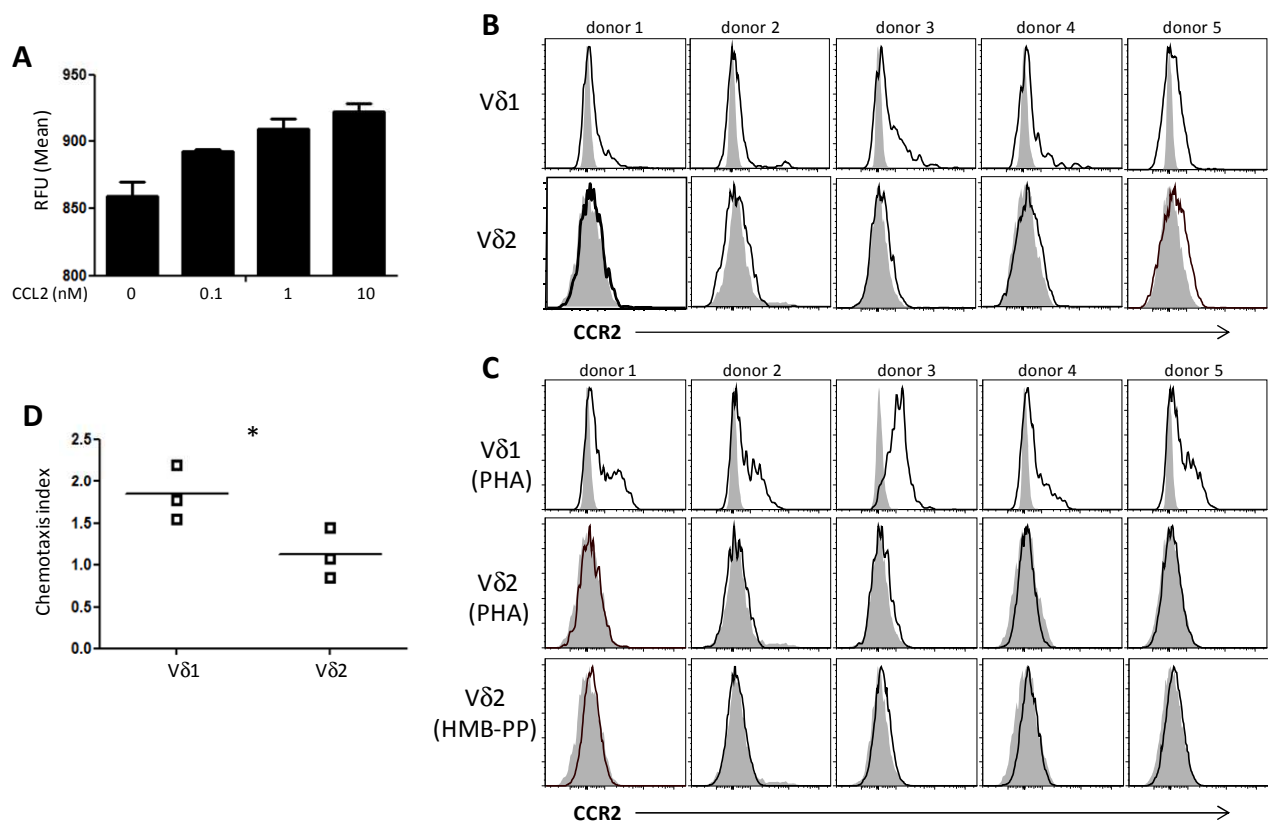 A
950
900
850
800
RFU (Mean)
CCL2 (nM)
0 0.1 1 10
B
donor 1 donor 2 donor 3 donor 4 donor 5
Vδ1
Vδ2
CCR2
C
donor 1 donor 2 donor 3 donor 4 donor 5
Vδ1
(PHA)
Vδ2
(PHA)
Vδ2
(HMB-PP)
CCR2
D
*
2.5
2.0
1.5
1.0
0.5
0.0
Chemotaxis index
Vδ1 Vδ2